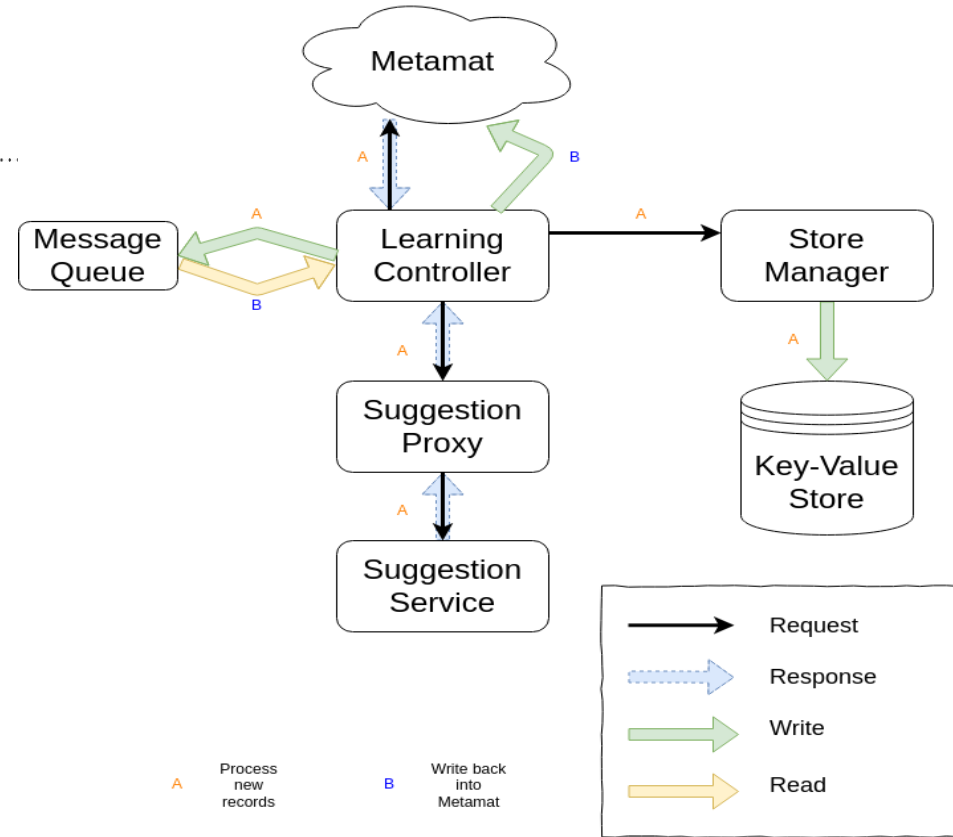 Metamat
A
B
...
A
A
Message
Queue
Learning
Controller
Store
Manager
B
A
A
Suggestion
Proxy
Key-Value
Store
A
Suggestion
Service
Request
Response
Write
Read
A
Process
new
records
B
Write back
into
Metamat